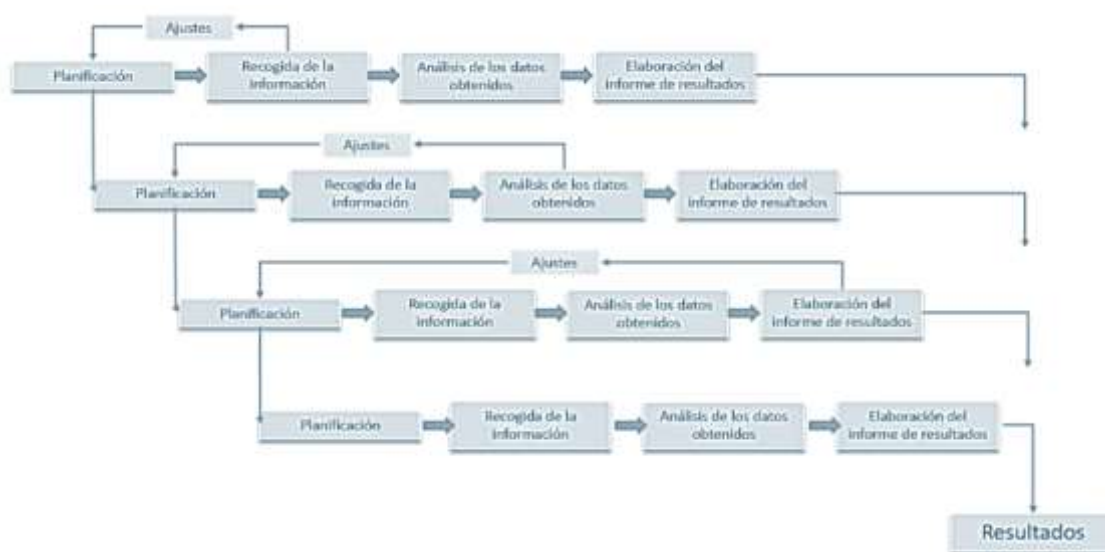 Ajustes
Planificación
Recogida de la
información
Análisis de los datos
obtenidos
Elaboración del
informe de resultados
Ajustes
Planificación
Recogida de la
información
Análisis de los datos
obtenidos
Elaboración del
informe de resultados
Ajustes
Planificación
Recogida de la
información
Análisis de los datos
obtenidos
Elaboración del
informe de resultados
Planificación
Recogida de la
información
Análisis de los datos
obtenidos
Elaboración del
informe de resultados
Resultados